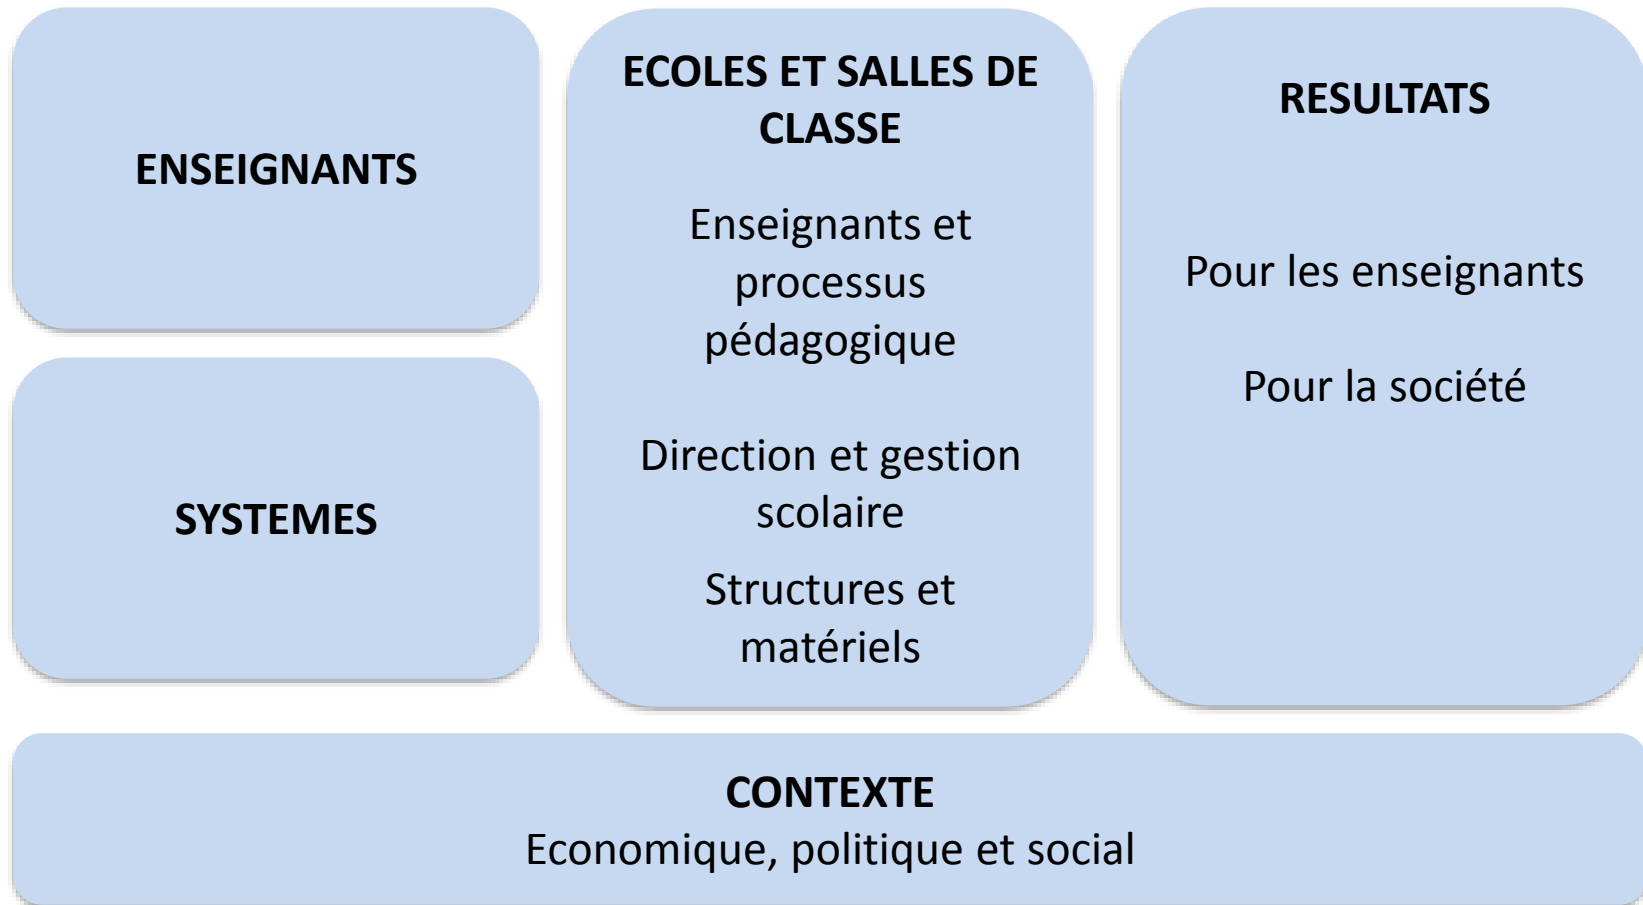 ENSEIGNANTS
SYSTEMES
ECOLES ET SALLES DE
CLASSE
Enseignants et
processus
pédagogique
Direction et gestion
scolaire
Structures et
matériels
RESULTATS
Pour les enseignants
Pour la société
CONTEXTE
Economique, politique et social